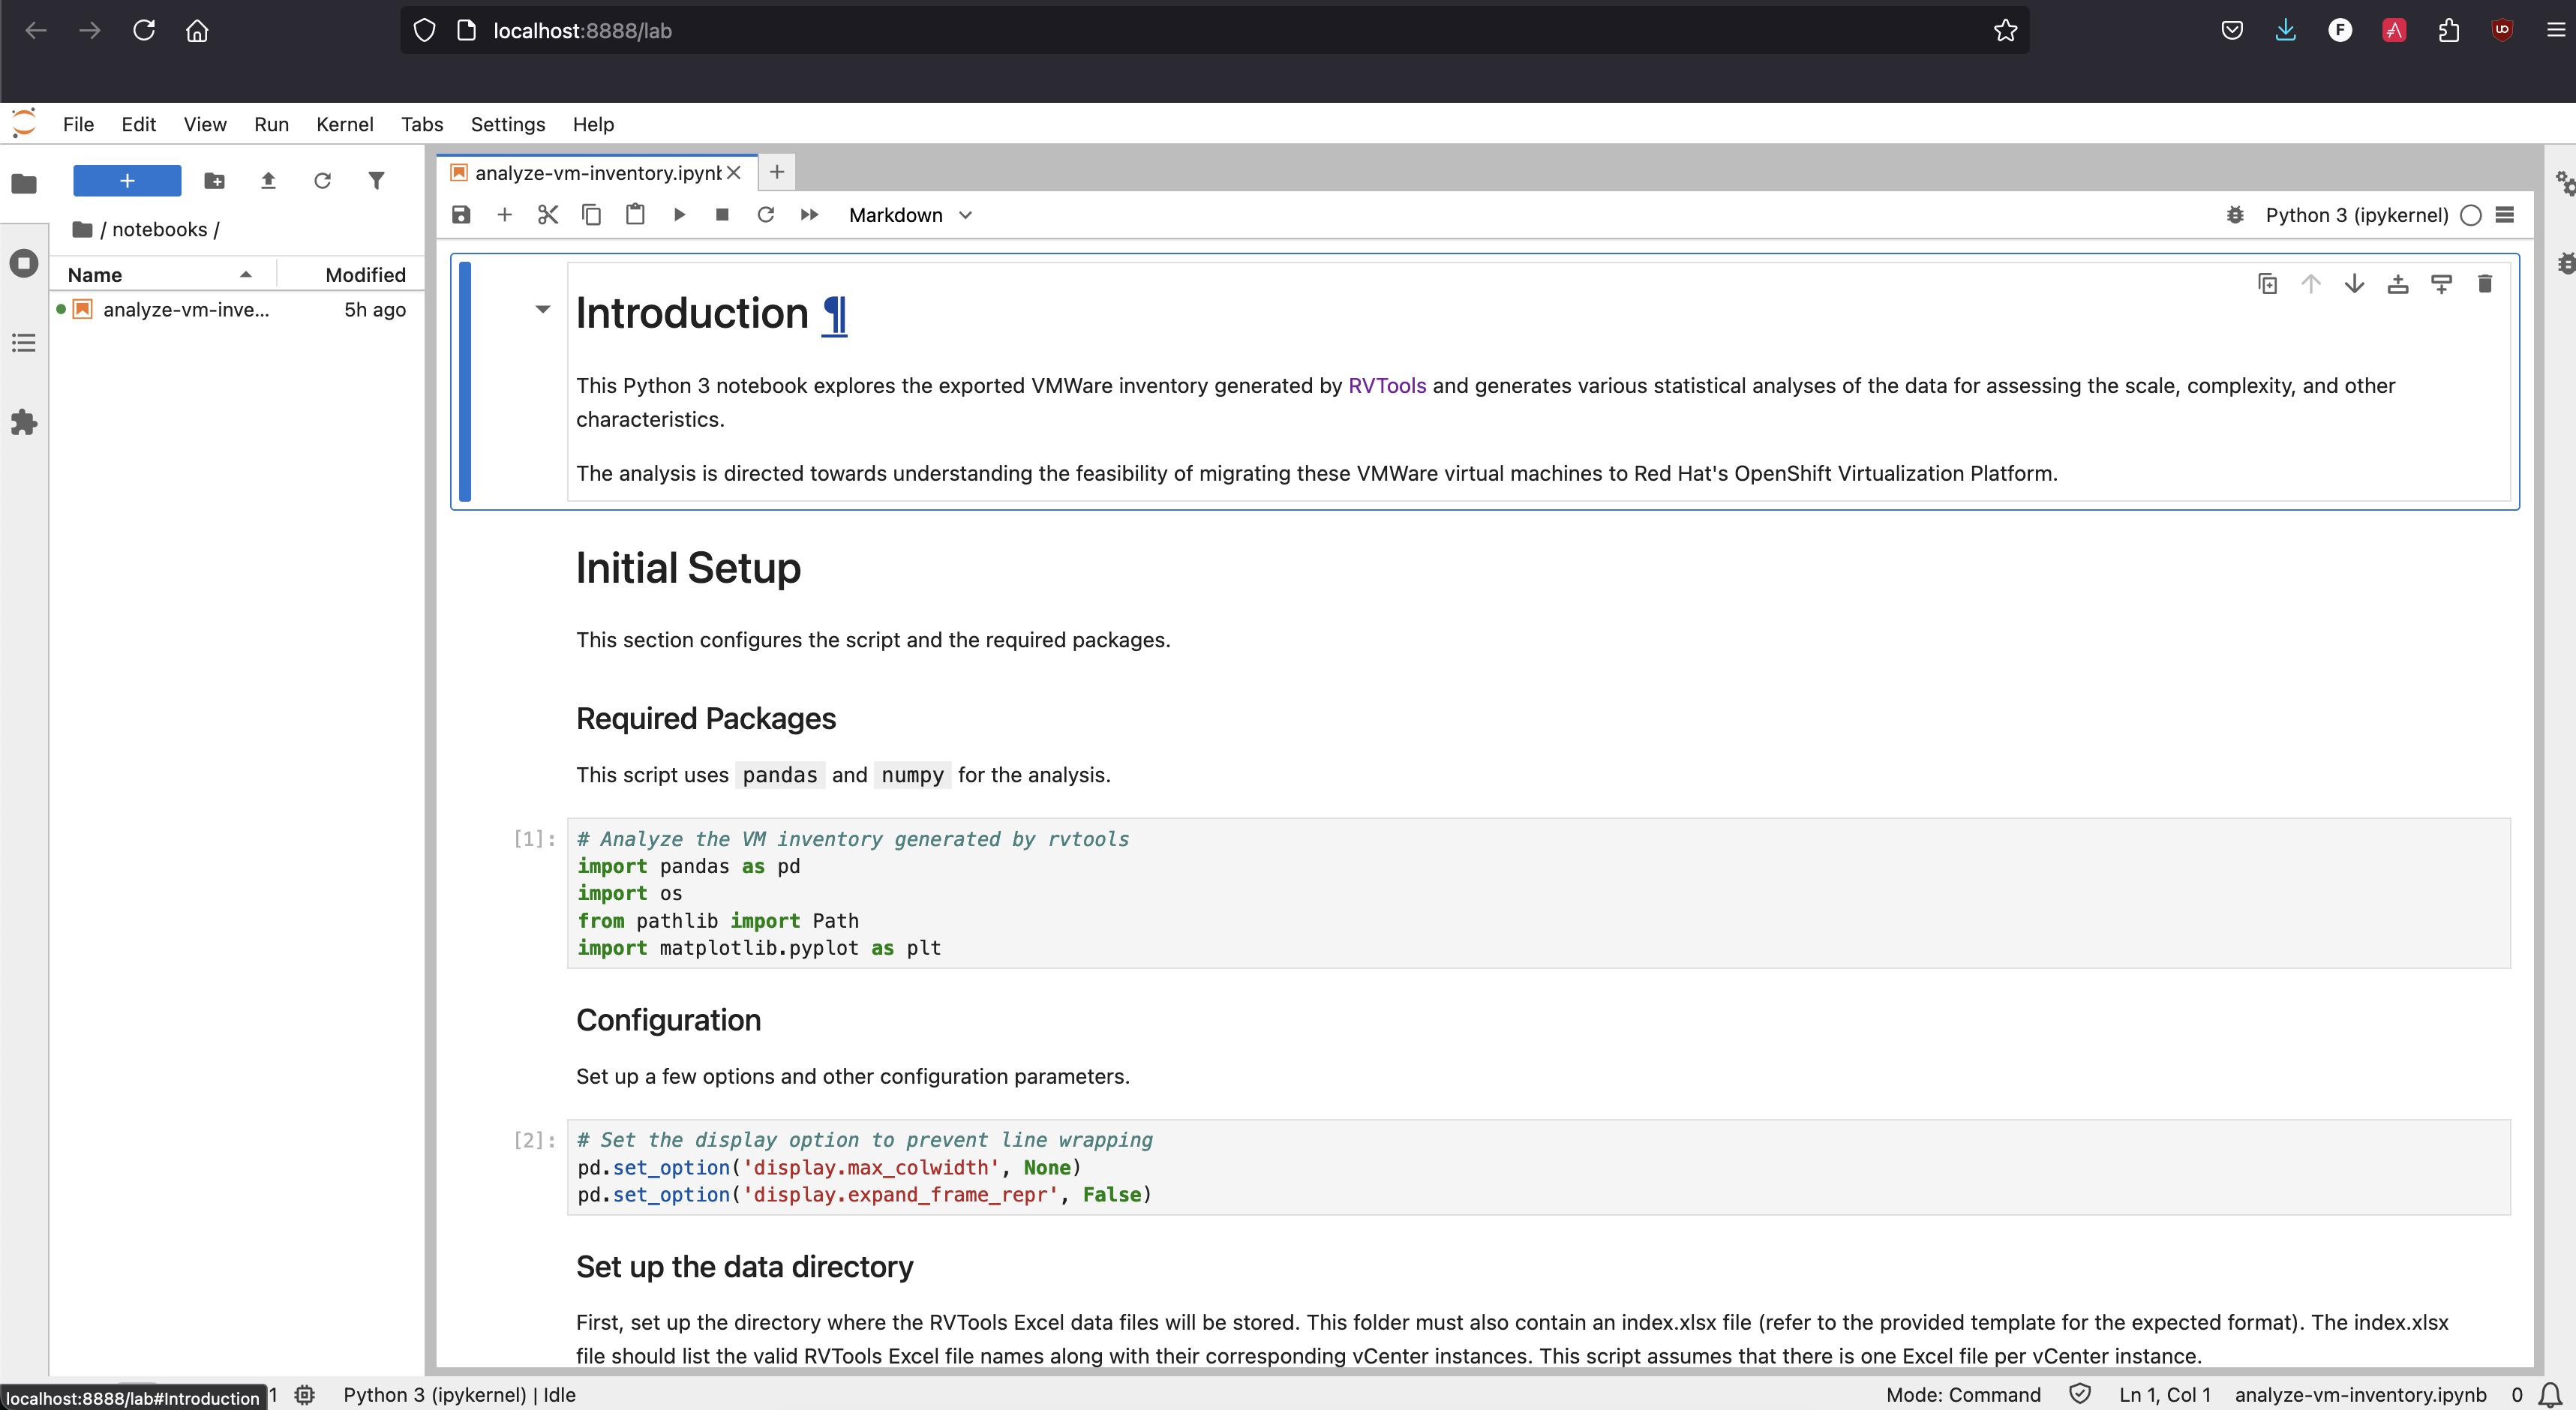 localhost:8888/lab
File Edit View Run Kernel Tabs Settings Help
analyze-vm-inventory.ipynb
Markdown
Python 3 (ipykernel)
/ notebooks /
Name Modified
analyze-vm-inve... 5h ago
Introduction ¶
This Python 3 notebook explores the exported VMWare inventory generated by RVTools and generates various statistical analyses of the data for assessing the scale, complexity, and other
characteristics.
The analysis is directed towards understanding the feasibility of migrating these VMWare virtual machines to Red Hat's OpenShift Virtualization Platform.
Initial Setup
This section configures the script and the required packages.
Required Packages
This script uses pandas and numpy for the analysis.
[1]: # Analyze the VM inventory generated by rvtools
import pandas as pd
import os
from pathlib import Path
import matplotlib.pyplot as plt
Configuration
Set up a few options and other configuration parameters.
[2]: # Set the display option to prevent line wrapping
pd.set_option('display.max_colwidth', None)
pd.set_option('display.expand_frame_repr', False)
Set up the data directory
First, set up the directory where the RVTools Excel data files will be stored. This folder must also contain an index.xlsx file (refer to the provided template for the expected format). The index.xlsx
file should list the valid RVTools Excel file names along with their corresponding vCenter instances. This script assumes that there is one Excel file per vCenter instance.
localhost:8888/lab#Introduction 1 Python 3 (ipykernel) | Idle Mode: Command Ln 1, Col 1 analyze-vm-inventory.ipynb 0